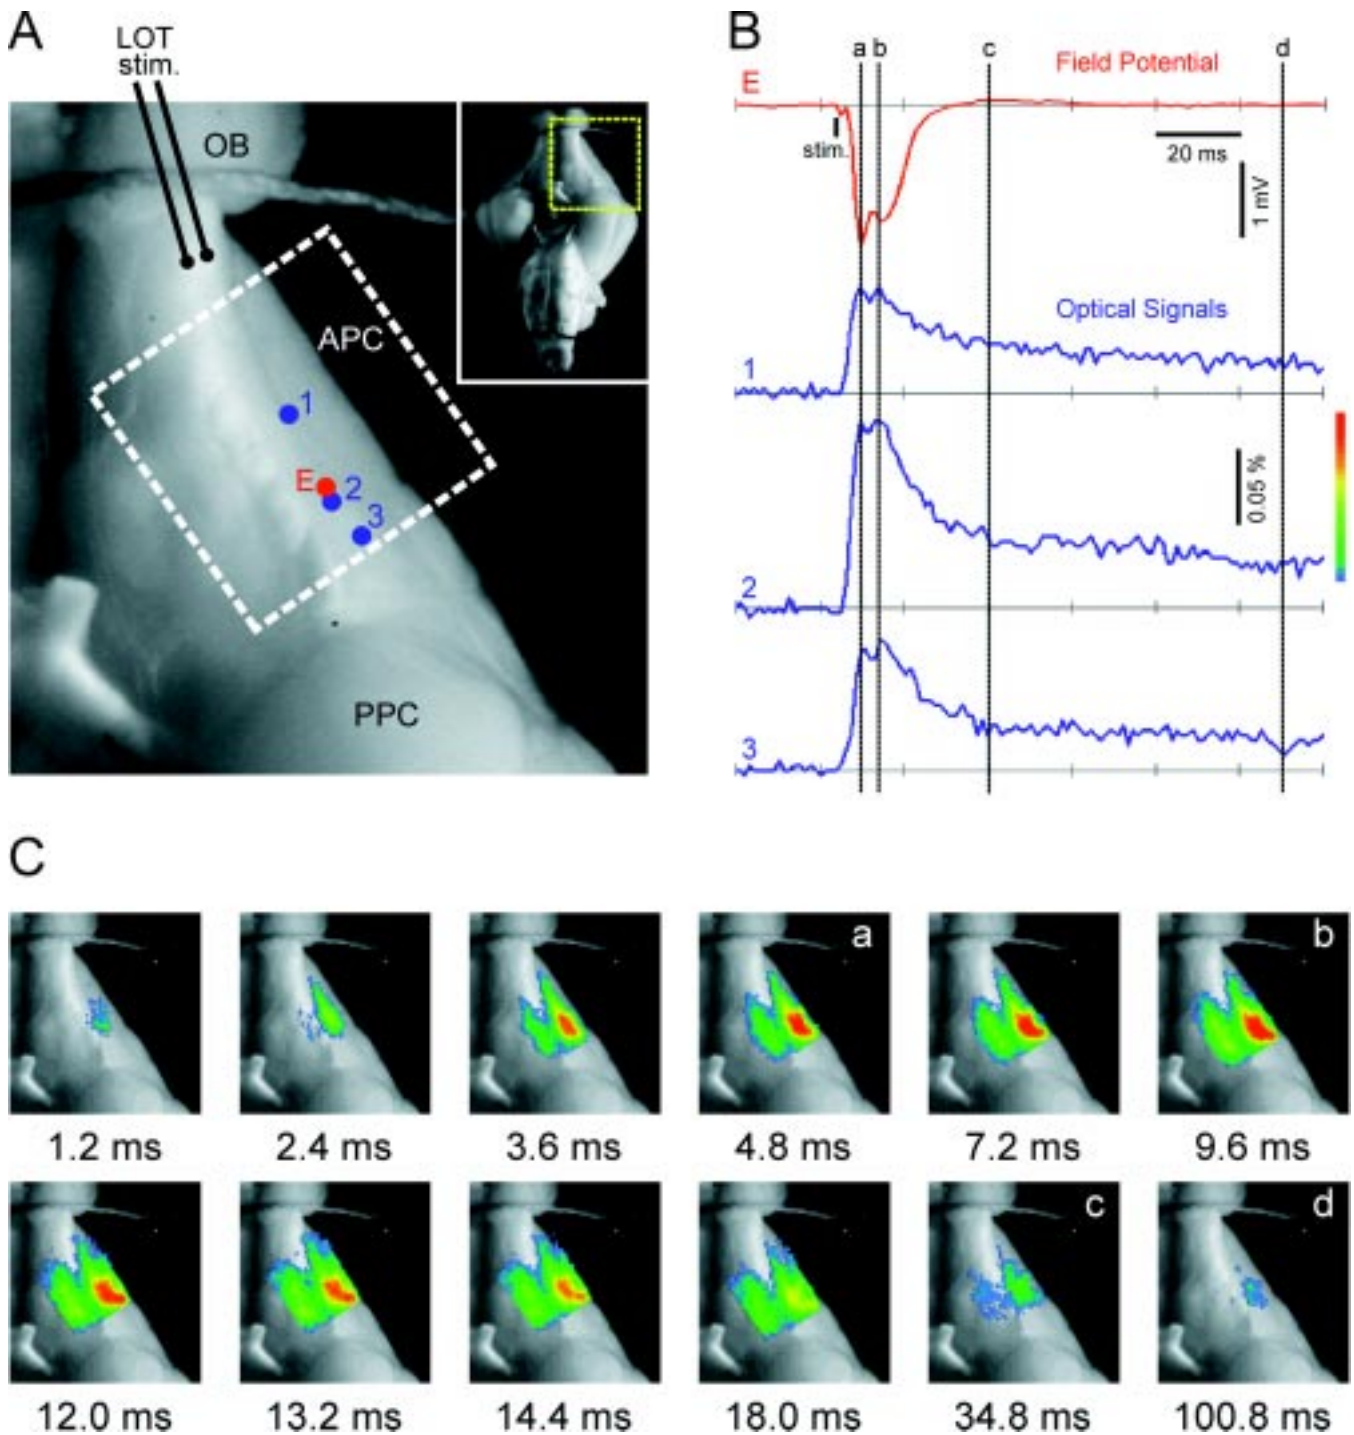 A
LOT
stim.
OB
APC
1
E
2
3
PPC
B
a b c d
E
Field Potential
stim.
20 ms
1 mV
Optical Signals
1
0.05 %
2
3
C
a
b
1.2 ms 2.4 ms 3.6 ms 4.8 ms 7.2 ms 9.6 ms
c
d
12.0 ms 13.2 ms 14.4 ms 18.0 ms 34.8 ms 100.8 ms